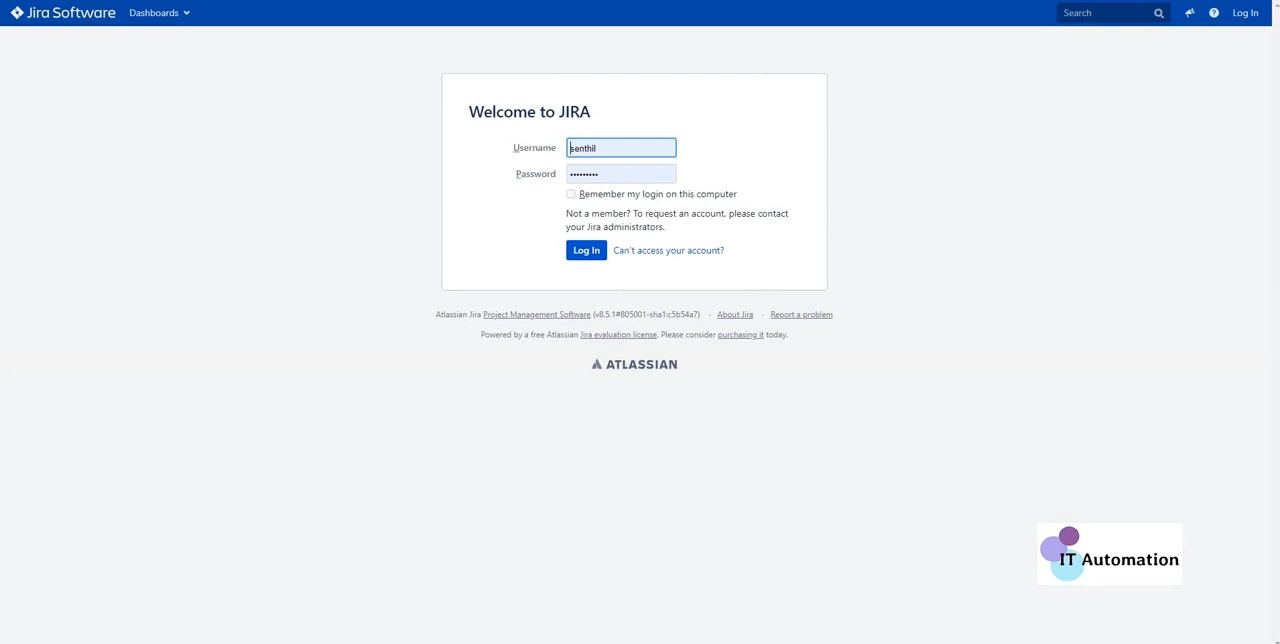 Jira Software Dashboards Search Log In
Welcome to JIRA
Username senthil
Password •••••••••
Remember my login on this computer
Not a member? To request an account, please contact
your Jira administrators.
Log In Can't access your account?
Atlassian Jira Project Management Software (v8.5.1#805001-sha1:c5b54a7) · About Jira · Report a problem
Powered by a free Atlassian Jira evaluation license. Please consider purchasing it today.
ATLASSIAN
IT Automation